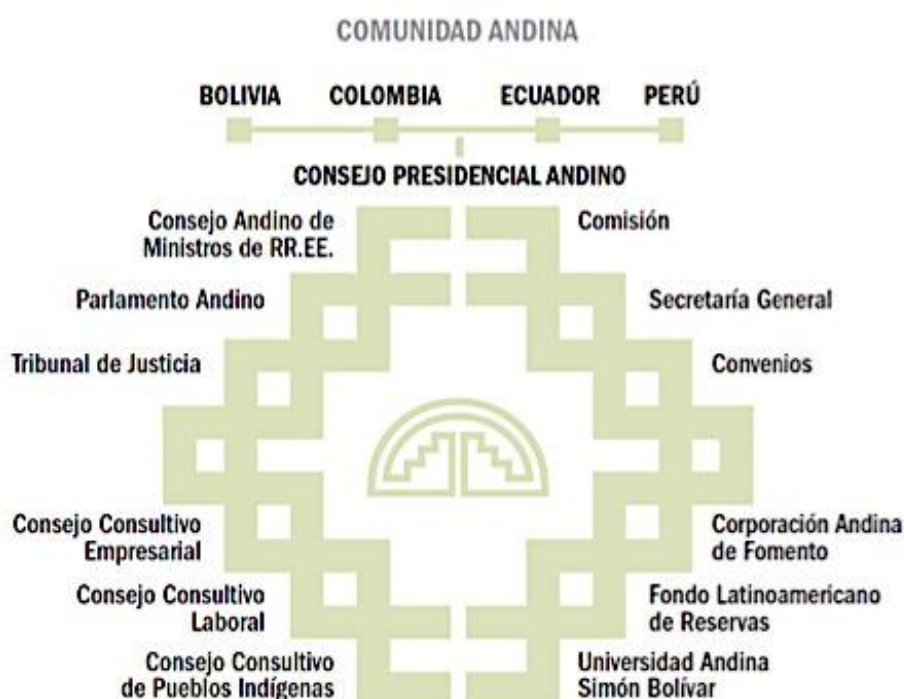 COMUNIDAD ANDINA
BOLIVIA COLOMBIA ECUADOR PERÚ
CONSEJO PRESIDENCIAL ANDINO
Consejo Andino de
Ministros de RR.EE.
Comisión
Parlamento Andino
Secretaría General
Tribunal de Justicia
Convenios
Consejo Consultivo
Empresarial
Corporación Andina
de Fomento
Consejo Consultivo
Laboral
Fondo Latinoamericano
de Reservas
Consejo Consultivo
de Pueblos Indígenas
Universidad Andina
Simón Bolívar